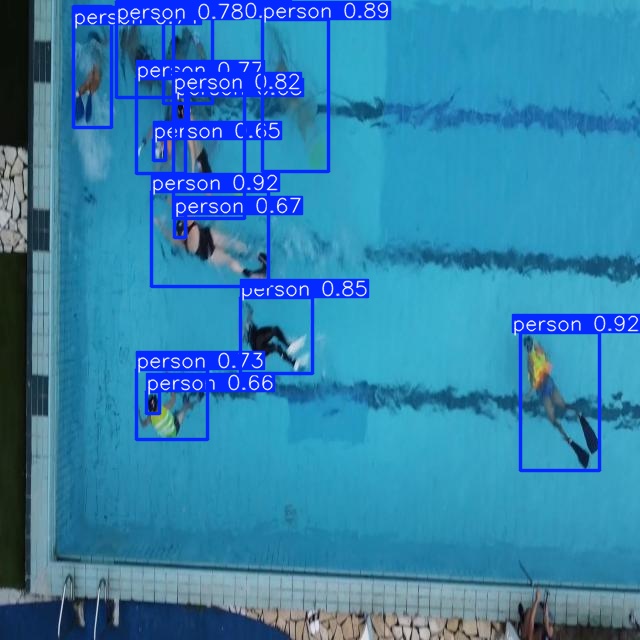 person 0.780.person 0.89
person 0.77
person 0.82
person 0.65
person 0.92
person 0.67
person 0.85
person 0.92
person 0.73
person 0.66